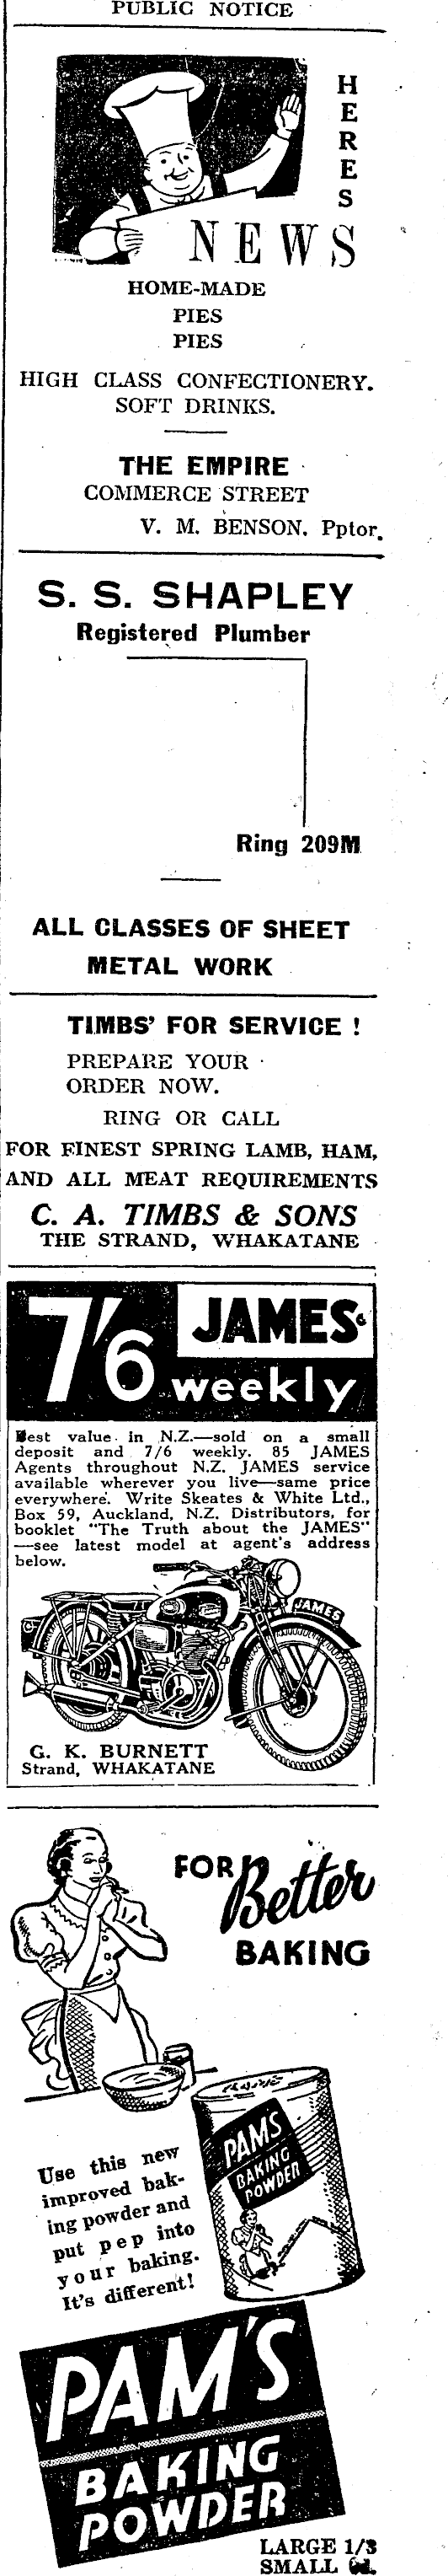 PUBLIC NOTICE
HERES
NEWS
HOME-MADE
PIES
PIES
HIGH CLASS CONFECTIONERY.
SOFT DRINKS.
THE EMPIRE
COMMERCE STREET
V. M. BENSON. Pptor.
S. S. SHAPLEY
Registered Plumber
Ring 209M
ALL CLASSES OF SHEET
METAL WORK
TIMBS' FOR SERVICE !
PREPARE YOUR
ORDER NOW.
RING OR CALL
FOR FINEST SPRING LAMB, HAM,
AND ALL MEAT REQUIREMENTS
C. A. TIMBS & SONS
THE STRAND, WHAKATANE
7/6 JAMES
weekly
Best value in N.Z.—sold on a small
deposit and 7/6 weekly. 85 JAMES
Agents throughout N.Z. JAMES service
available wherever you live—same price
everywhere. Write Skeates & White Ltd.,
Box 59, Auckland, N.Z. Distributors, for
booklet "The Truth about the JAMES"
—see latest model at agent's address
below.
JAMES
G. K. BURNETT
Strand, WHAKATANE
FOR Better
BAKING
PAM'S
BAKING
POWDER
Use this new
improved bak-
ing powder and
put pep into
your baking.
It's different!
PAM'S
BAKING
POWDER
LARGE 1/3
SMALL 6d.